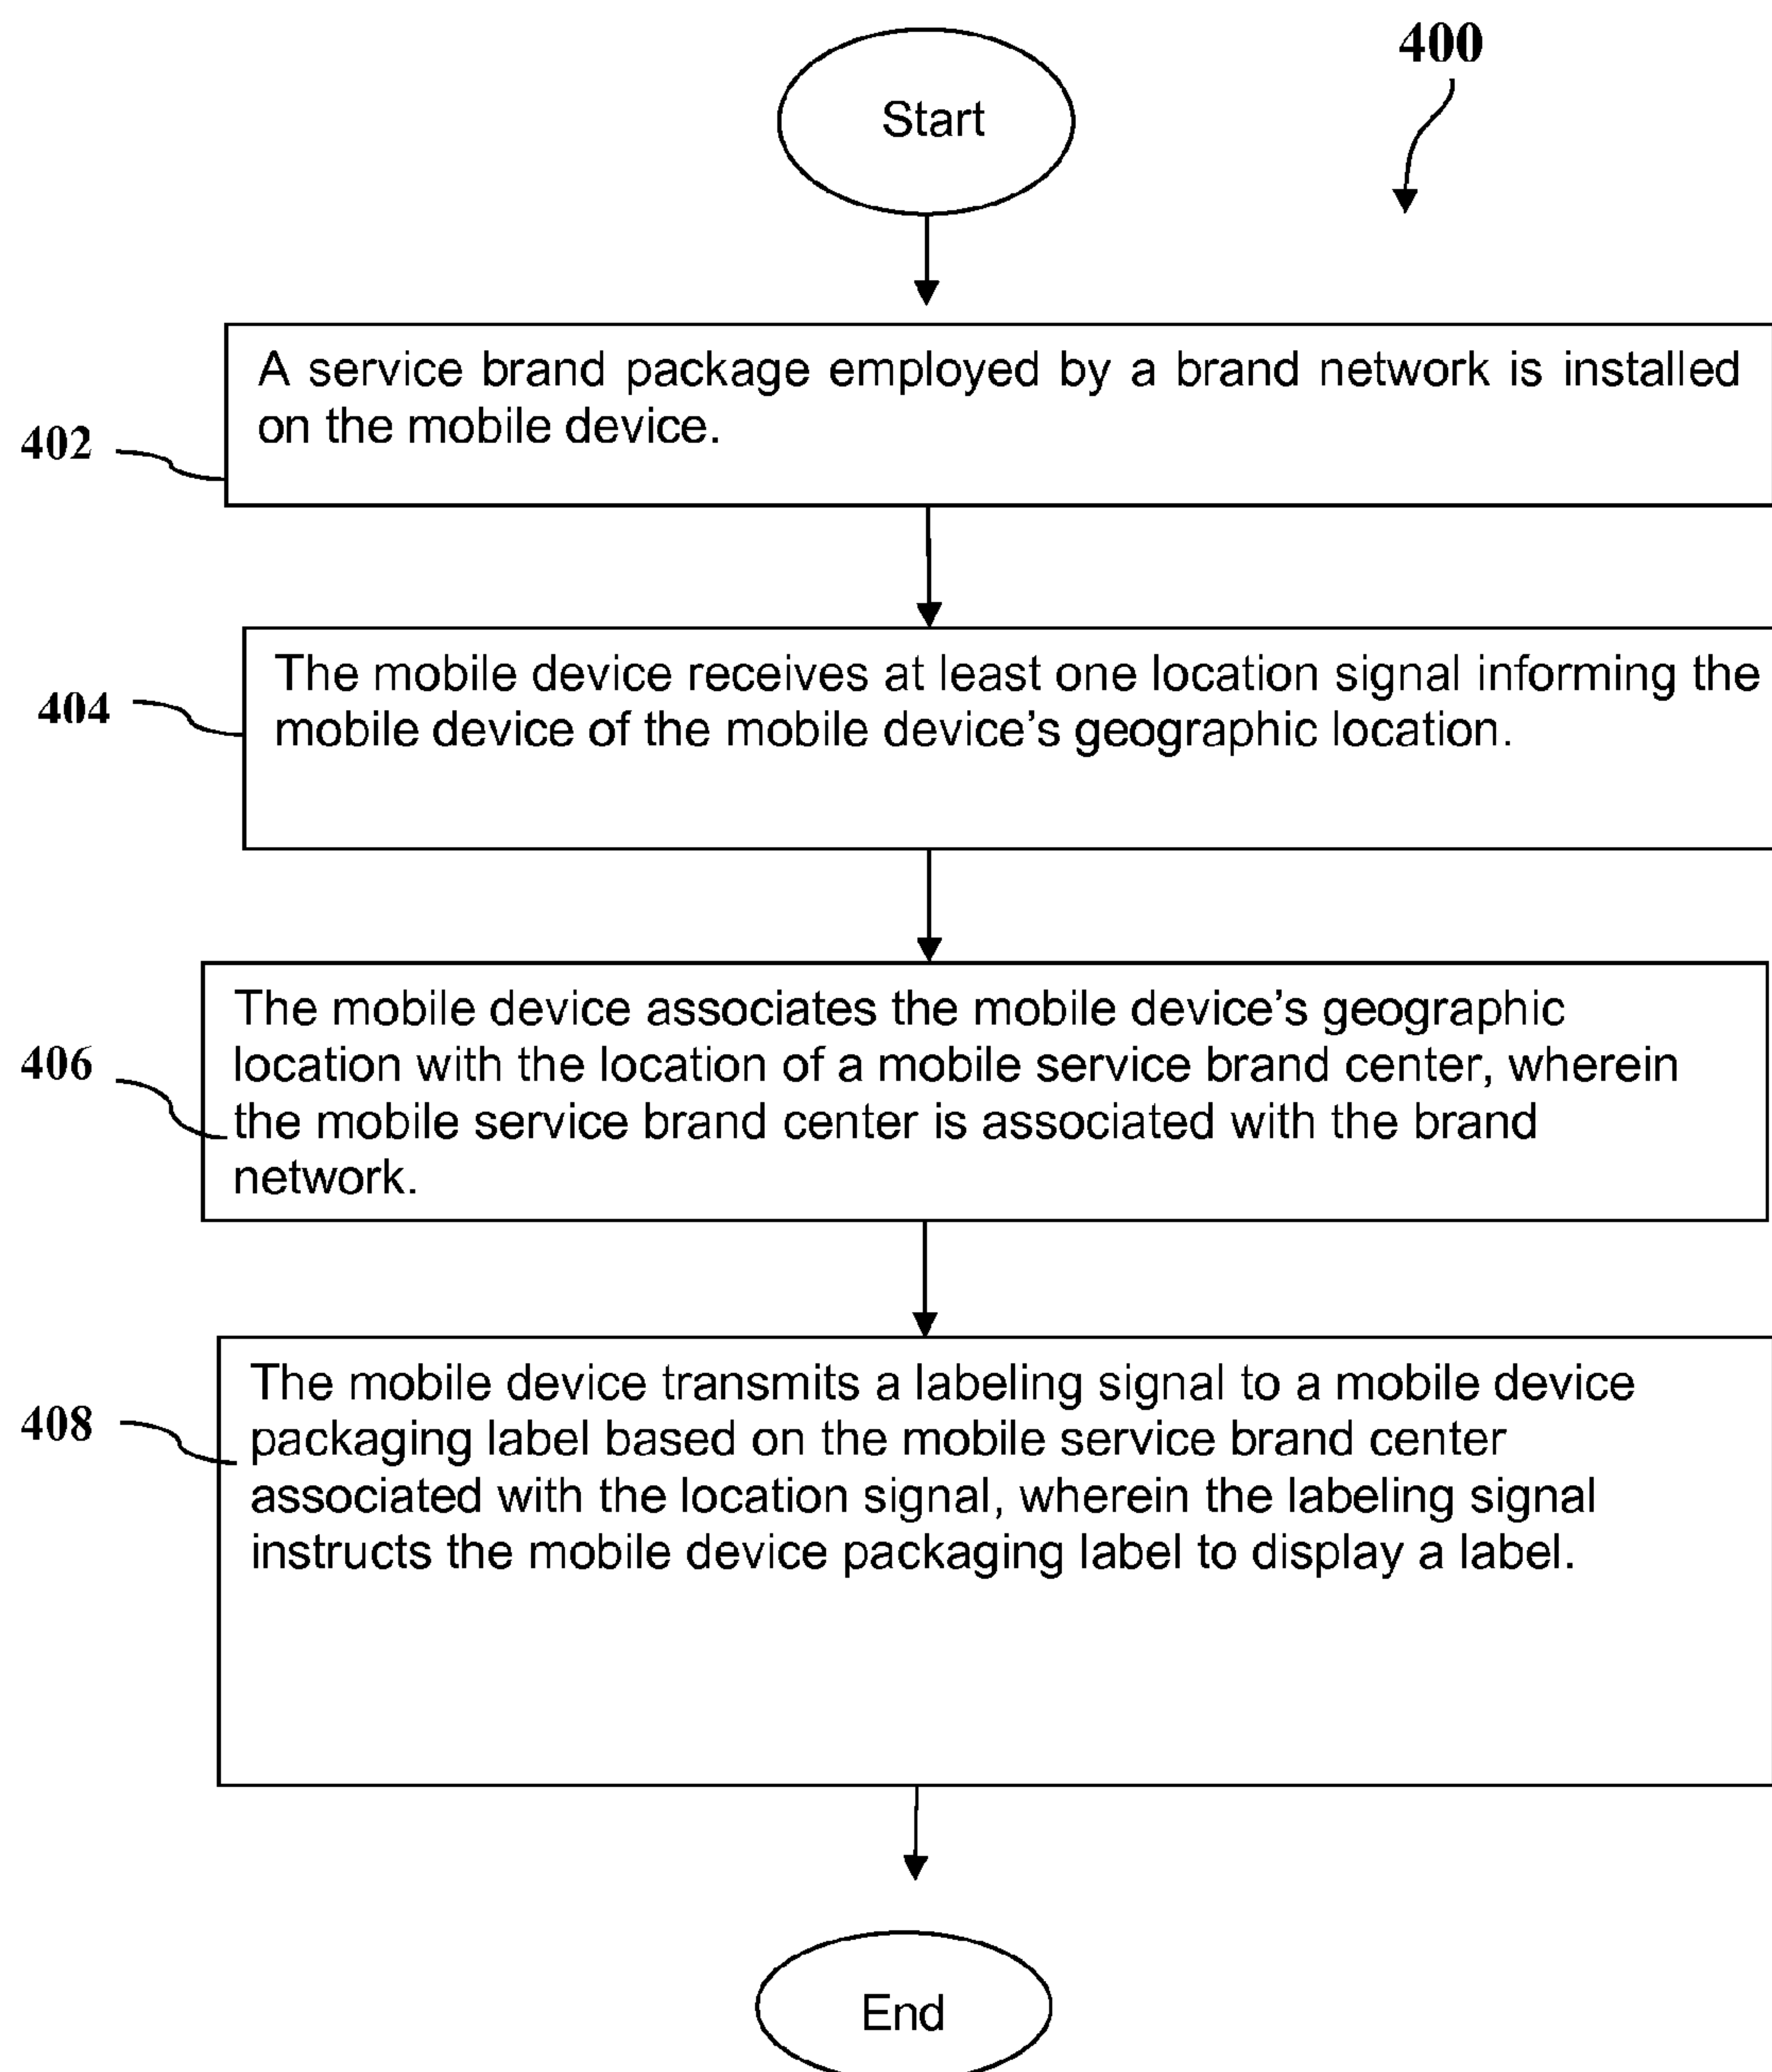 400
Start
A service brand package employed by a brand network is installed
on the mobile device.
402
The mobile device receives at least one location signal informing the
mobile device of the mobile device’s geographic location.
404
The mobile device associates the mobile device’s geographic
location with the location of a mobile service brand center, wherein
the mobile service brand center is associated with the brand
network.
406
The mobile device transmits a labeling signal to a mobile device
packaging label based on the mobile service brand center
associated with the location signal, wherein the labeling signal
instructs the mobile device packaging label to display a label.
408
End